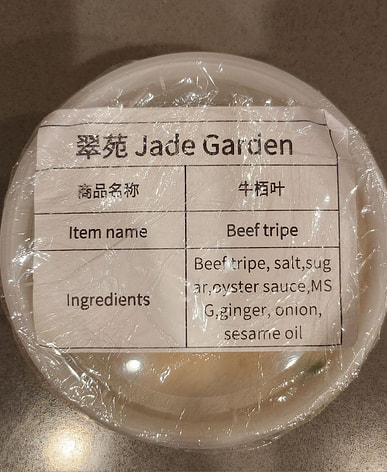 翠苑 Jade Garden
商品名称 牛栢叶
Item name Beef tripe
Ingredients
Beef tripe, salt,sug
ar,oyster sauce,MS
G,ginger, onion,
sesame oil